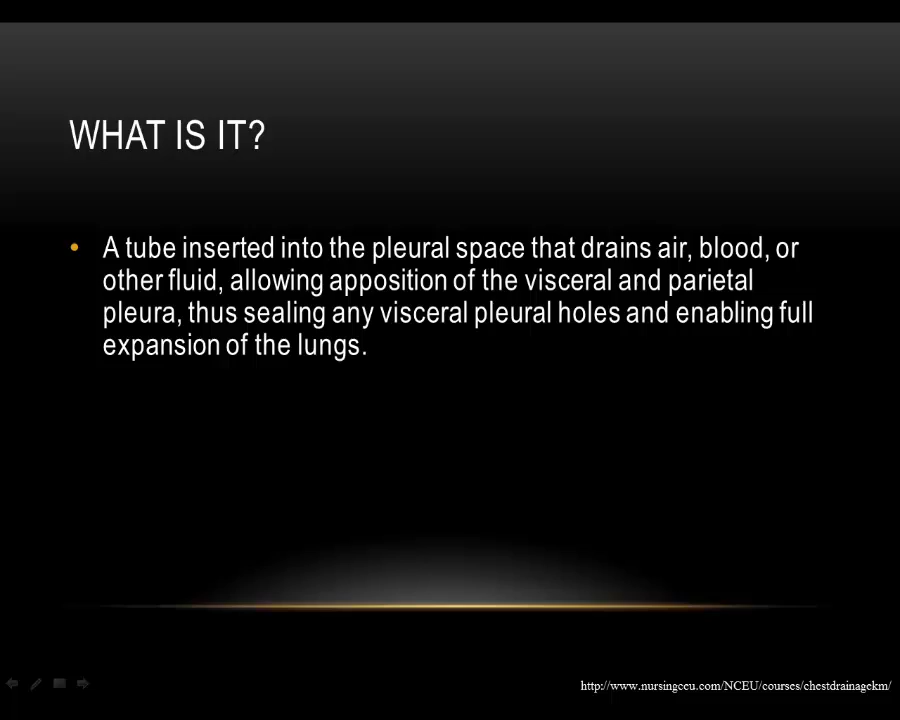 WHAT IS IT?
• A tube inserted into the pleural space that drains air, blood, or
other fluid, allowing apposition of the visceral and parietal
pleura, thus sealing any visceral pleural holes and enabling full
expansion of the lungs.
http://www.nursingceu.com/NCEU/courses/chestdrainagekm/